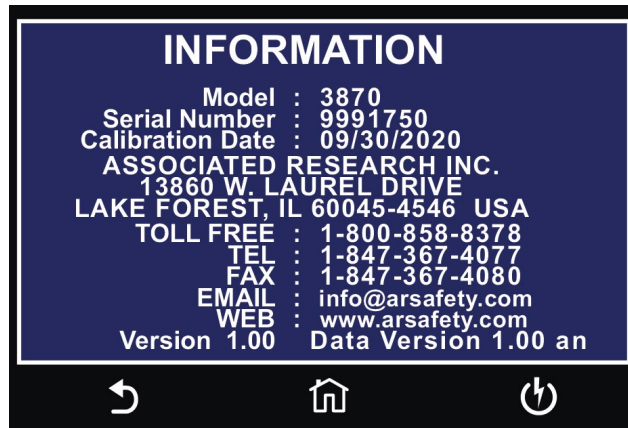 INFORMATION
Model : 3870
Serial Number : 9991750
Calibration Date : 09/30/2020
ASSOCIATED RESEARCH INC.
13860 W. LAUREL DRIVE
LAKE FOREST, IL 60045-4546 USA
TOLL FREE : 1-800-858-8378
TEL : 1-847-367-4077
FAX : 1-847-367-4080
EMAIL : info@arsafety.com
WEB : www.arsafety.com
Version 1.00 Data Version 1.00 an